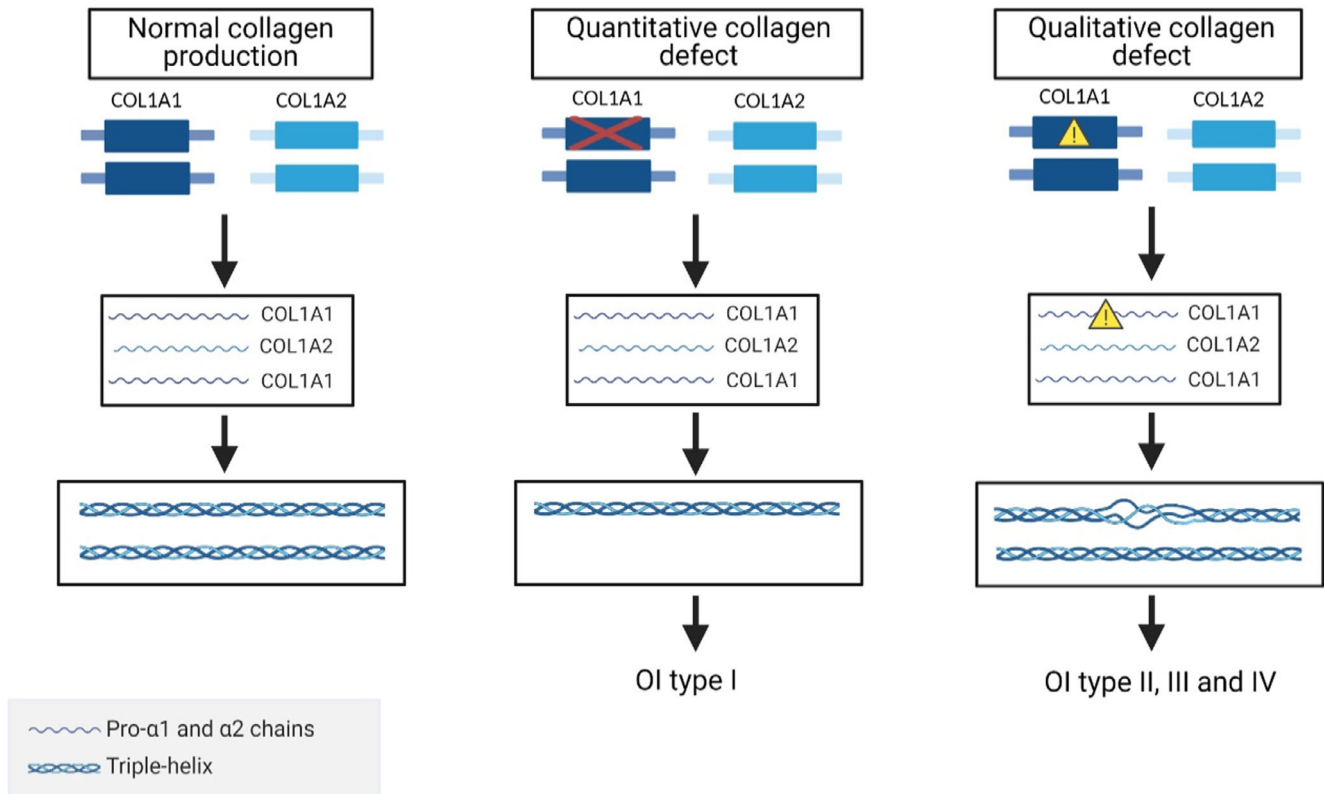 Normal collagen
production
COL1A1
COL1A2
COL1A1
COL1A2
COL1A1
Quantitative collagen
defect
COL1A1
COL1A2
COL1A1
COL1A2
COL1A1
OI type I
Qualitative collagen
defect
COL1A1
COL1A2
!
!
COL1A1
COL1A2
COL1A1
OI type II, III and IV
Pro-α1 and α2 chains
Triple-helix